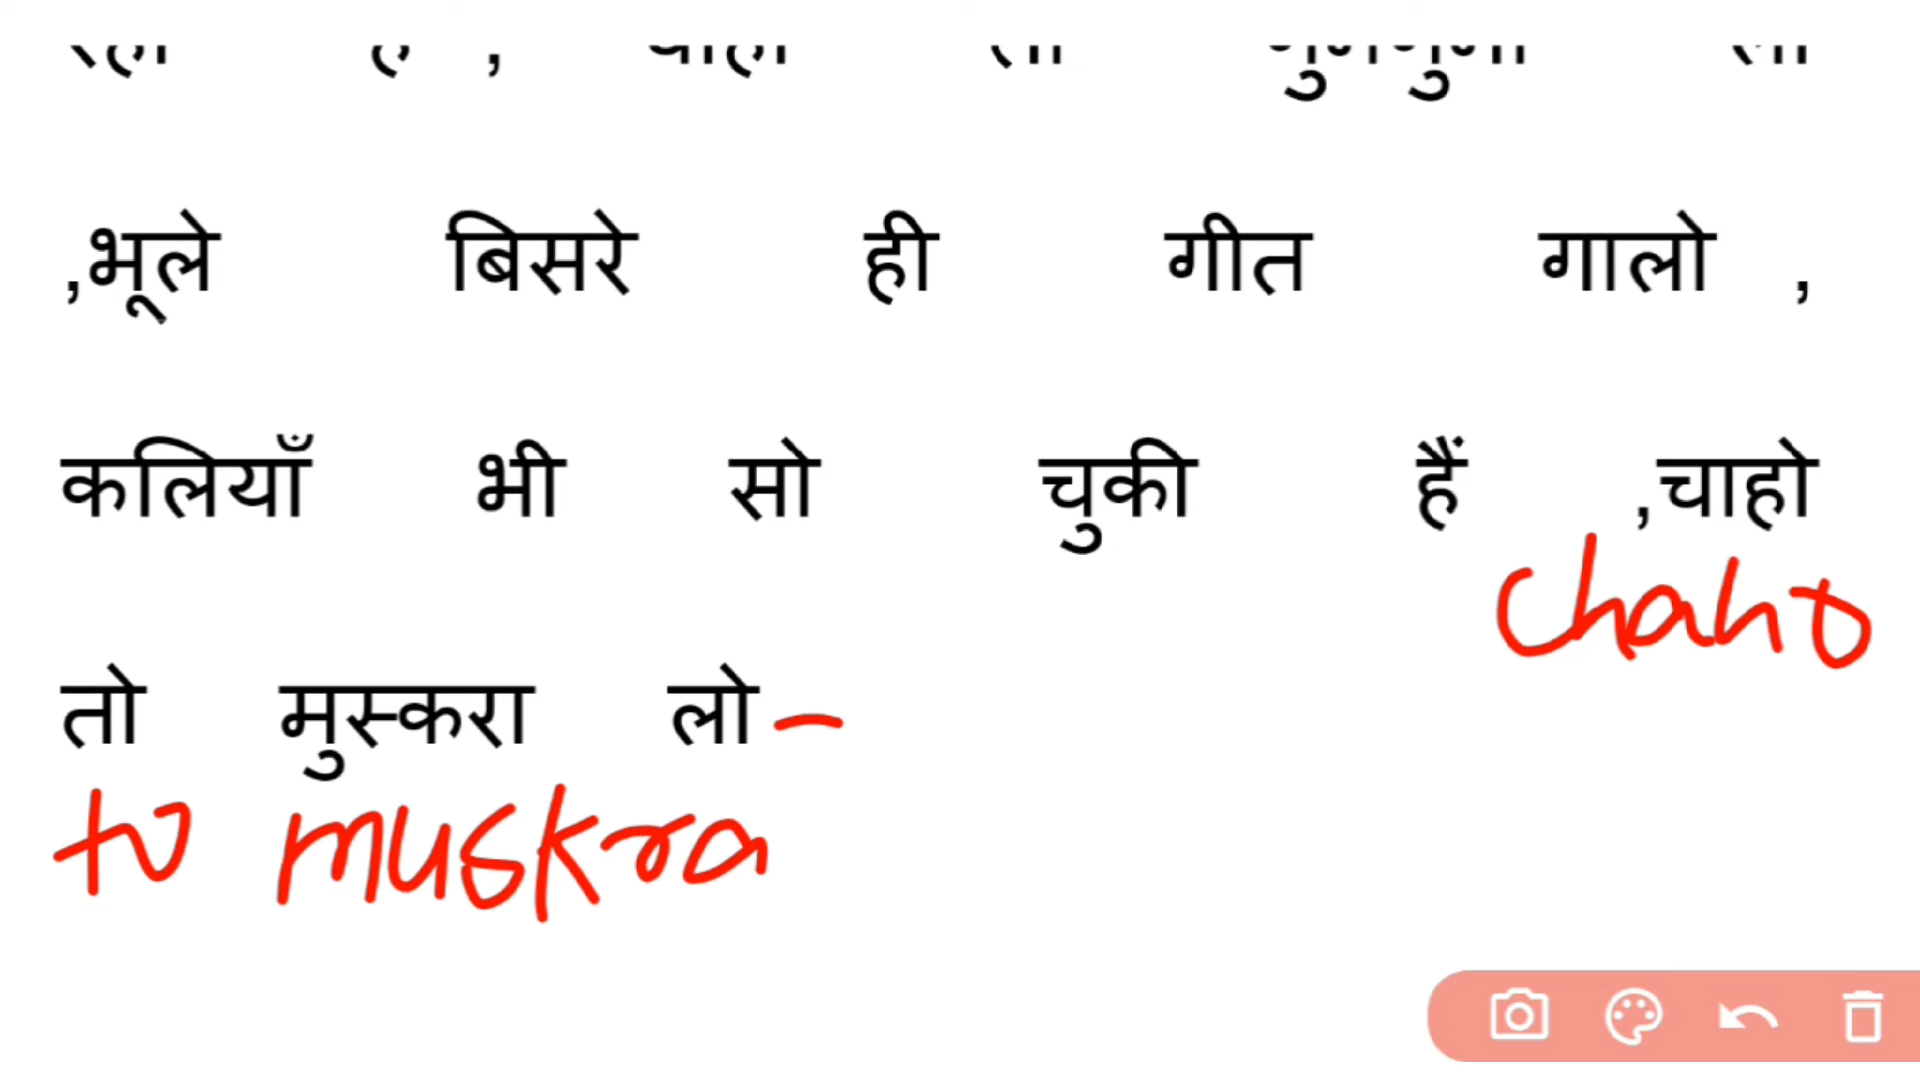 ,भूले बिसरे ही गीत गालो ,
कलियाँ भी सो चुकी हैं ,चाहो
chaho
तो मुस्करा लो-
to muskra